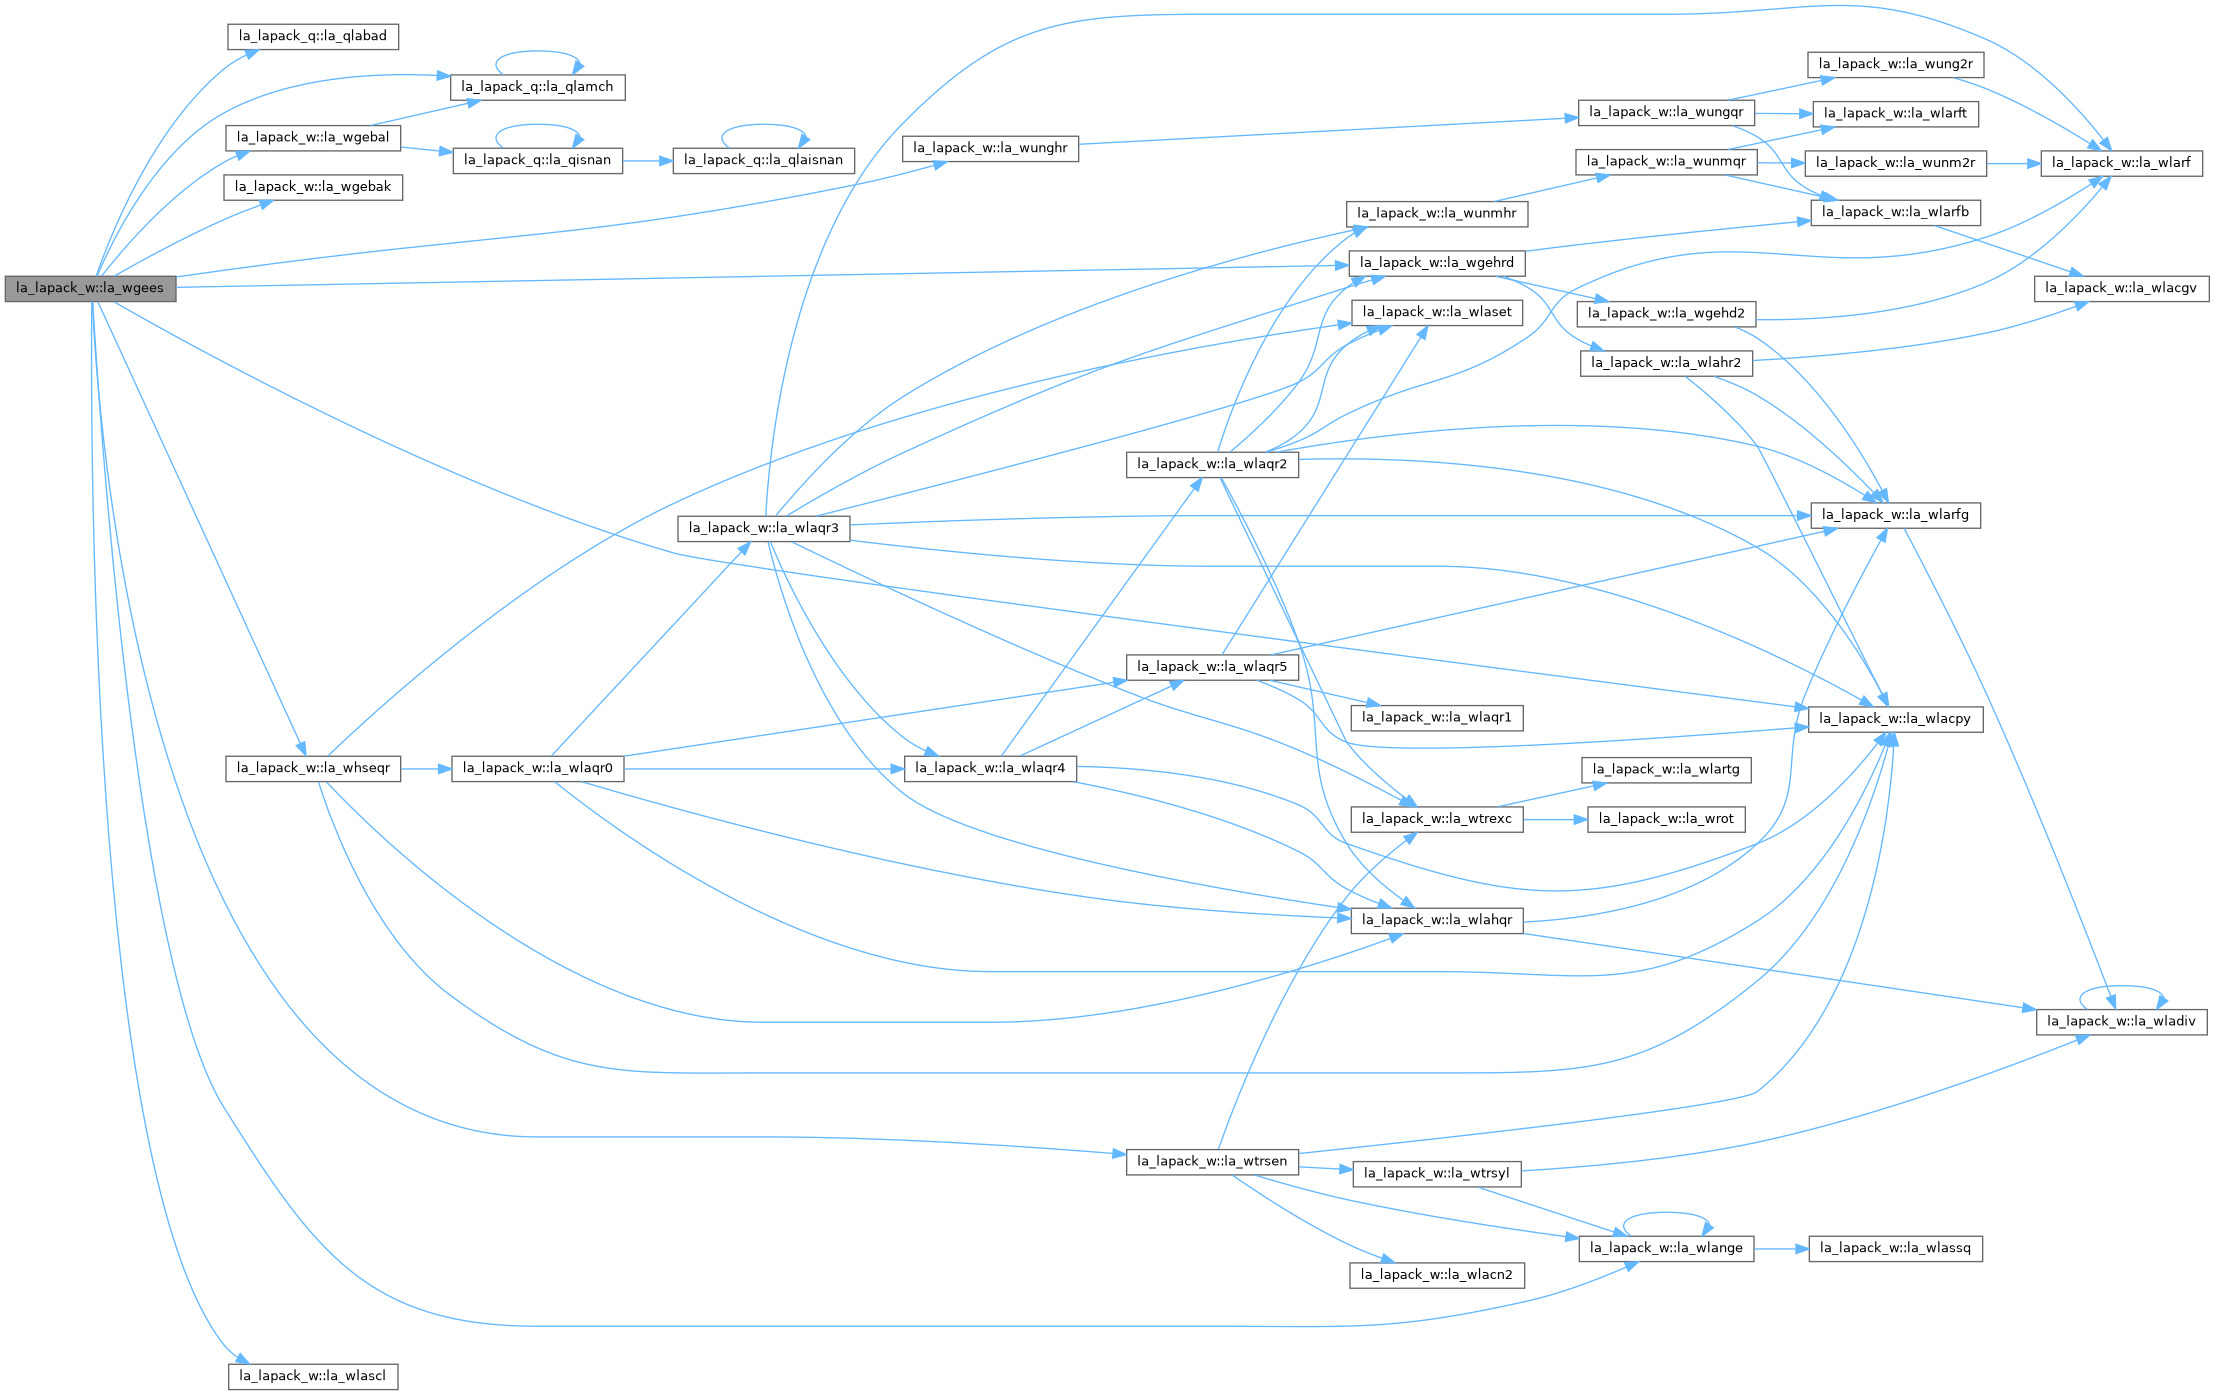 la_lapack_q::la_qlabad
la_lapack_q::la_qlamch
la_lapack_w::la_wgebal
la_lapack_q::la_qisnan
la_lapack_q::la_qlaisnan
la_lapack_w::la_wgebak
la_lapack_w::la_wgees
la_lapack_w::la_wunghr
la_lapack_w::la_wungqr
la_lapack_w::la_wung2r
la_lapack_w::la_wlarft
la_lapack_w::la_wunmqr
la_lapack_w::la_wunm2r
la_lapack_w::la_wlarf
la_lapack_w::la_wunmhr
la_lapack_w::la_wlarfb
la_lapack_w::la_wgehrd
la_lapack_w::la_wlacgv
la_lapack_w::la_wlaset
la_lapack_w::la_wgehd2
la_lapack_w::la_wlahr2
la_lapack_w::la_wlaqr2
la_lapack_w::la_wlaqr3
la_lapack_w::la_wlarfg
la_lapack_w::la_wlaqr5
la_lapack_w::la_wlaqr1
la_lapack_w::la_wlacpy
la_lapack_w::la_whseqr
la_lapack_w::la_wlaqr0
la_lapack_w::la_wlaqr4
la_lapack_w::la_wlartg
la_lapack_w::la_wtrexc
la_lapack_w::la_wrot
la_lapack_w::la_wlahqr
la_lapack_w::la_wladiv
la_lapack_w::la_wtrsen
la_lapack_w::la_wtrsyl
la_lapack_w::la_wlange
la_lapack_w::la_wlassq
la_lapack_w::la_wlacn2
la_lapack_w::la_wlascl